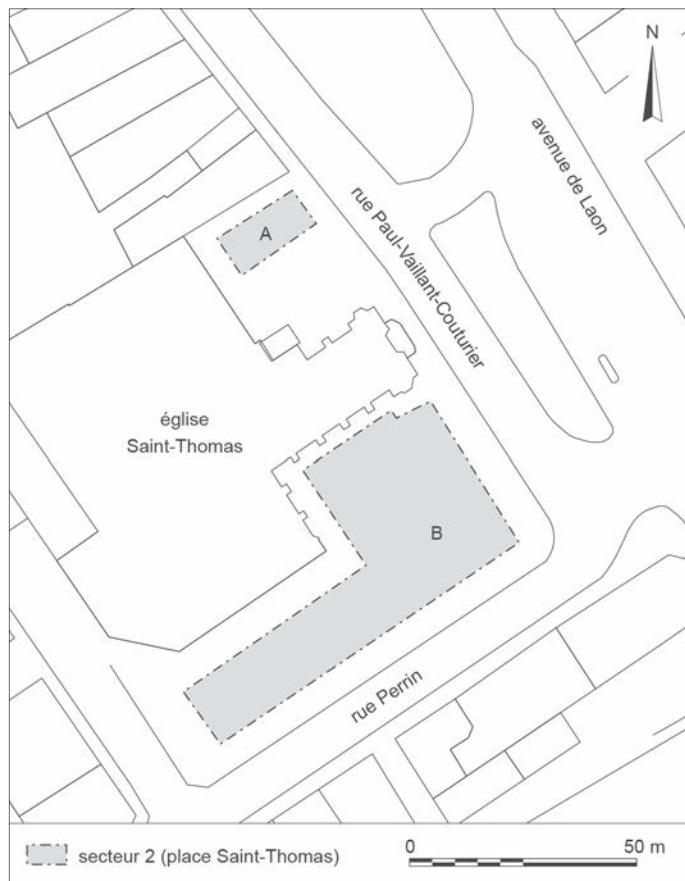 N
avenue de Laon
rue Paul-Vaillant-Couturier
A
église
Saint-Thomas
B
rue Perrin
secteur 2 (place Saint-Thomas)
0 50 m